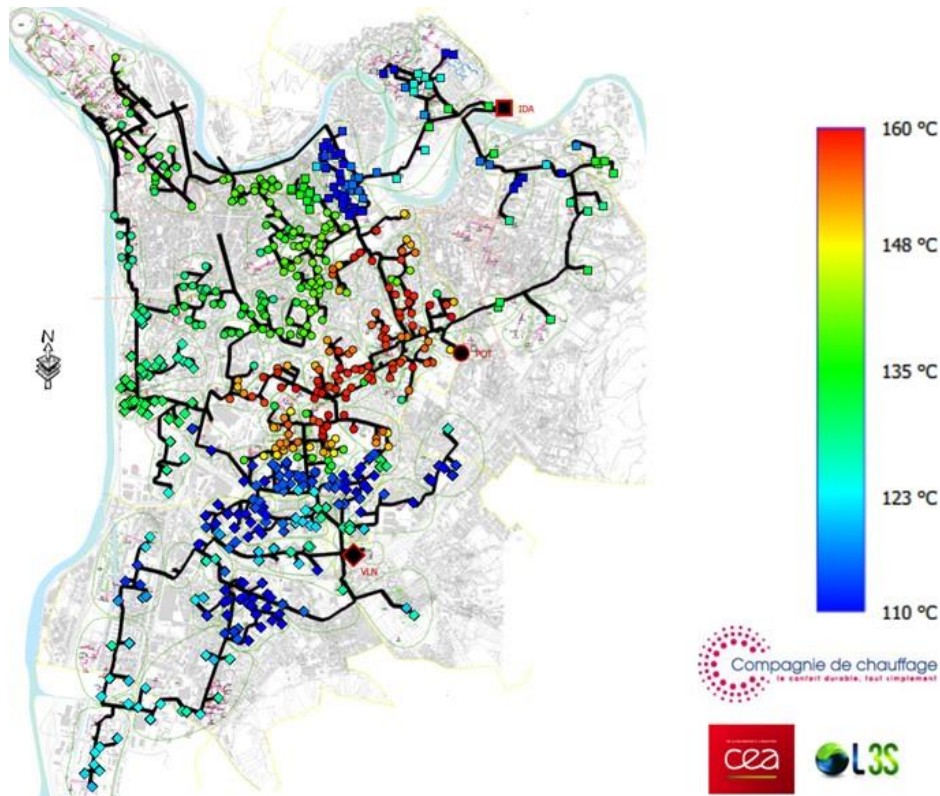 IDA
160 °C
148 °C
N
135 °C
POT
123 °C
VLN
110 °C
Compagnie de chauffage
le confort durable, tout simplement
cea
L3S